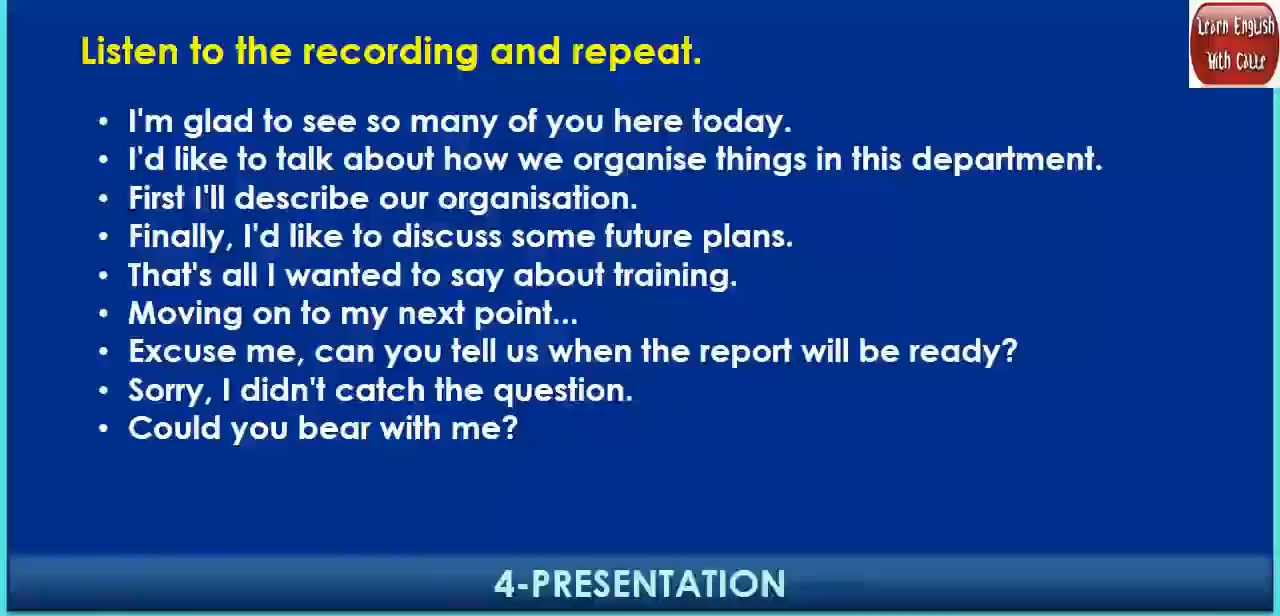 Learn English
With Calls
Listen to the recording and repeat.
• I'm glad to see so many of you here today.
• I'd like to talk about how we organise things in this department.
• First I'll describe our organisation.
• Finally, I'd like to discuss some future plans.
• That's all I wanted to say about training.
• Moving on to my next point...
• Excuse me, can you tell us when the report will be ready?
• Sorry, I didn't catch the question.
• Could you bear with me?
4-PRESENTATION